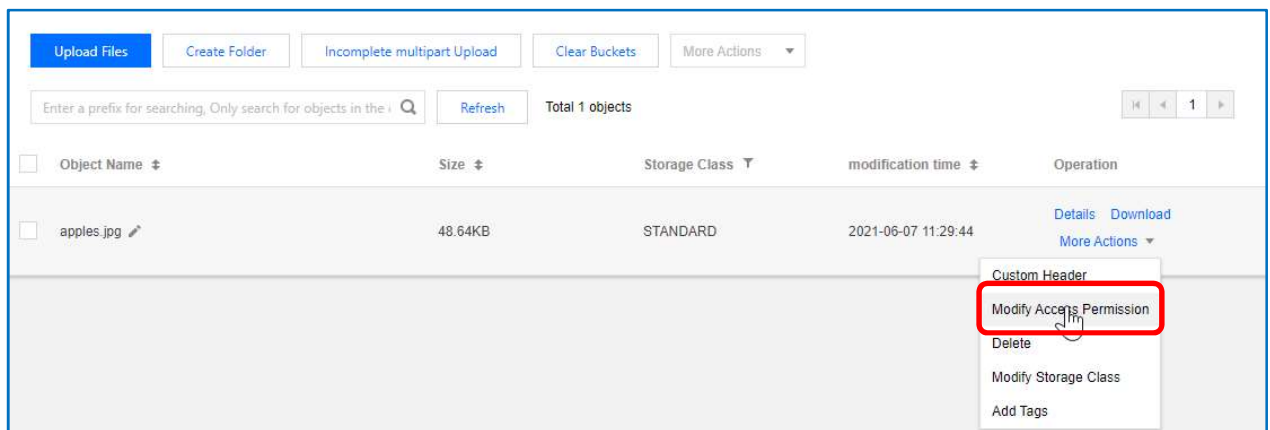 Upload Files Create Folder Incomplete multipart Upload Clear Buckets More Actions
Enter a prefix for searching, Only search for objects in the Refresh Total 1 objects 1
Object Name Size Storage Class modification time Operation
apples.jpg 48.64KB STANDARD 2021-06-07 11:29:44 Details Download
More Actions
Custom Header
Modify Access Permission
Delete
Modify Storage Class
Add Tags